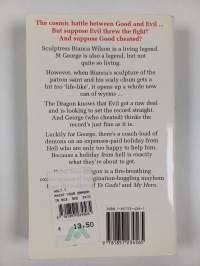 The cosmic battle between Good and Evil ..
But suppose Evil threw the fight?
And suppose Good cheated?
Sculptress Bianca Wilson is a living legend.
St George is also a legend, but not
quite so living.
However, when Bianca's sculpture of the
patron saint and his scaly chum gets a
bit too 'life-like', it opens up a whole new
can of wyrms ...
The Dragon knows that Evil got a raw deal
and is looking to set the record straight.
And George (who cheated) thinks the
record's just fine as it is.
Luckily for George, there's a coach-load of
demons on an expenses-paid holiday from
Hell who are only too happy to help him.
Because a holiday from hell is exactly
what they're about to get.
is a fire-breathing
imagination-boggling mayhem
of Ye Gods! and My Hero.
13.50